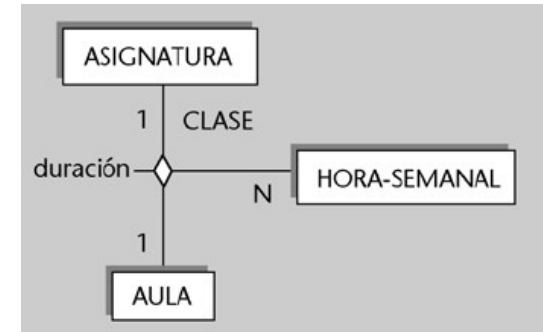 ASIGNATURA
1 CLASE
duración
N
HORA-SEMANAL
1
AULA